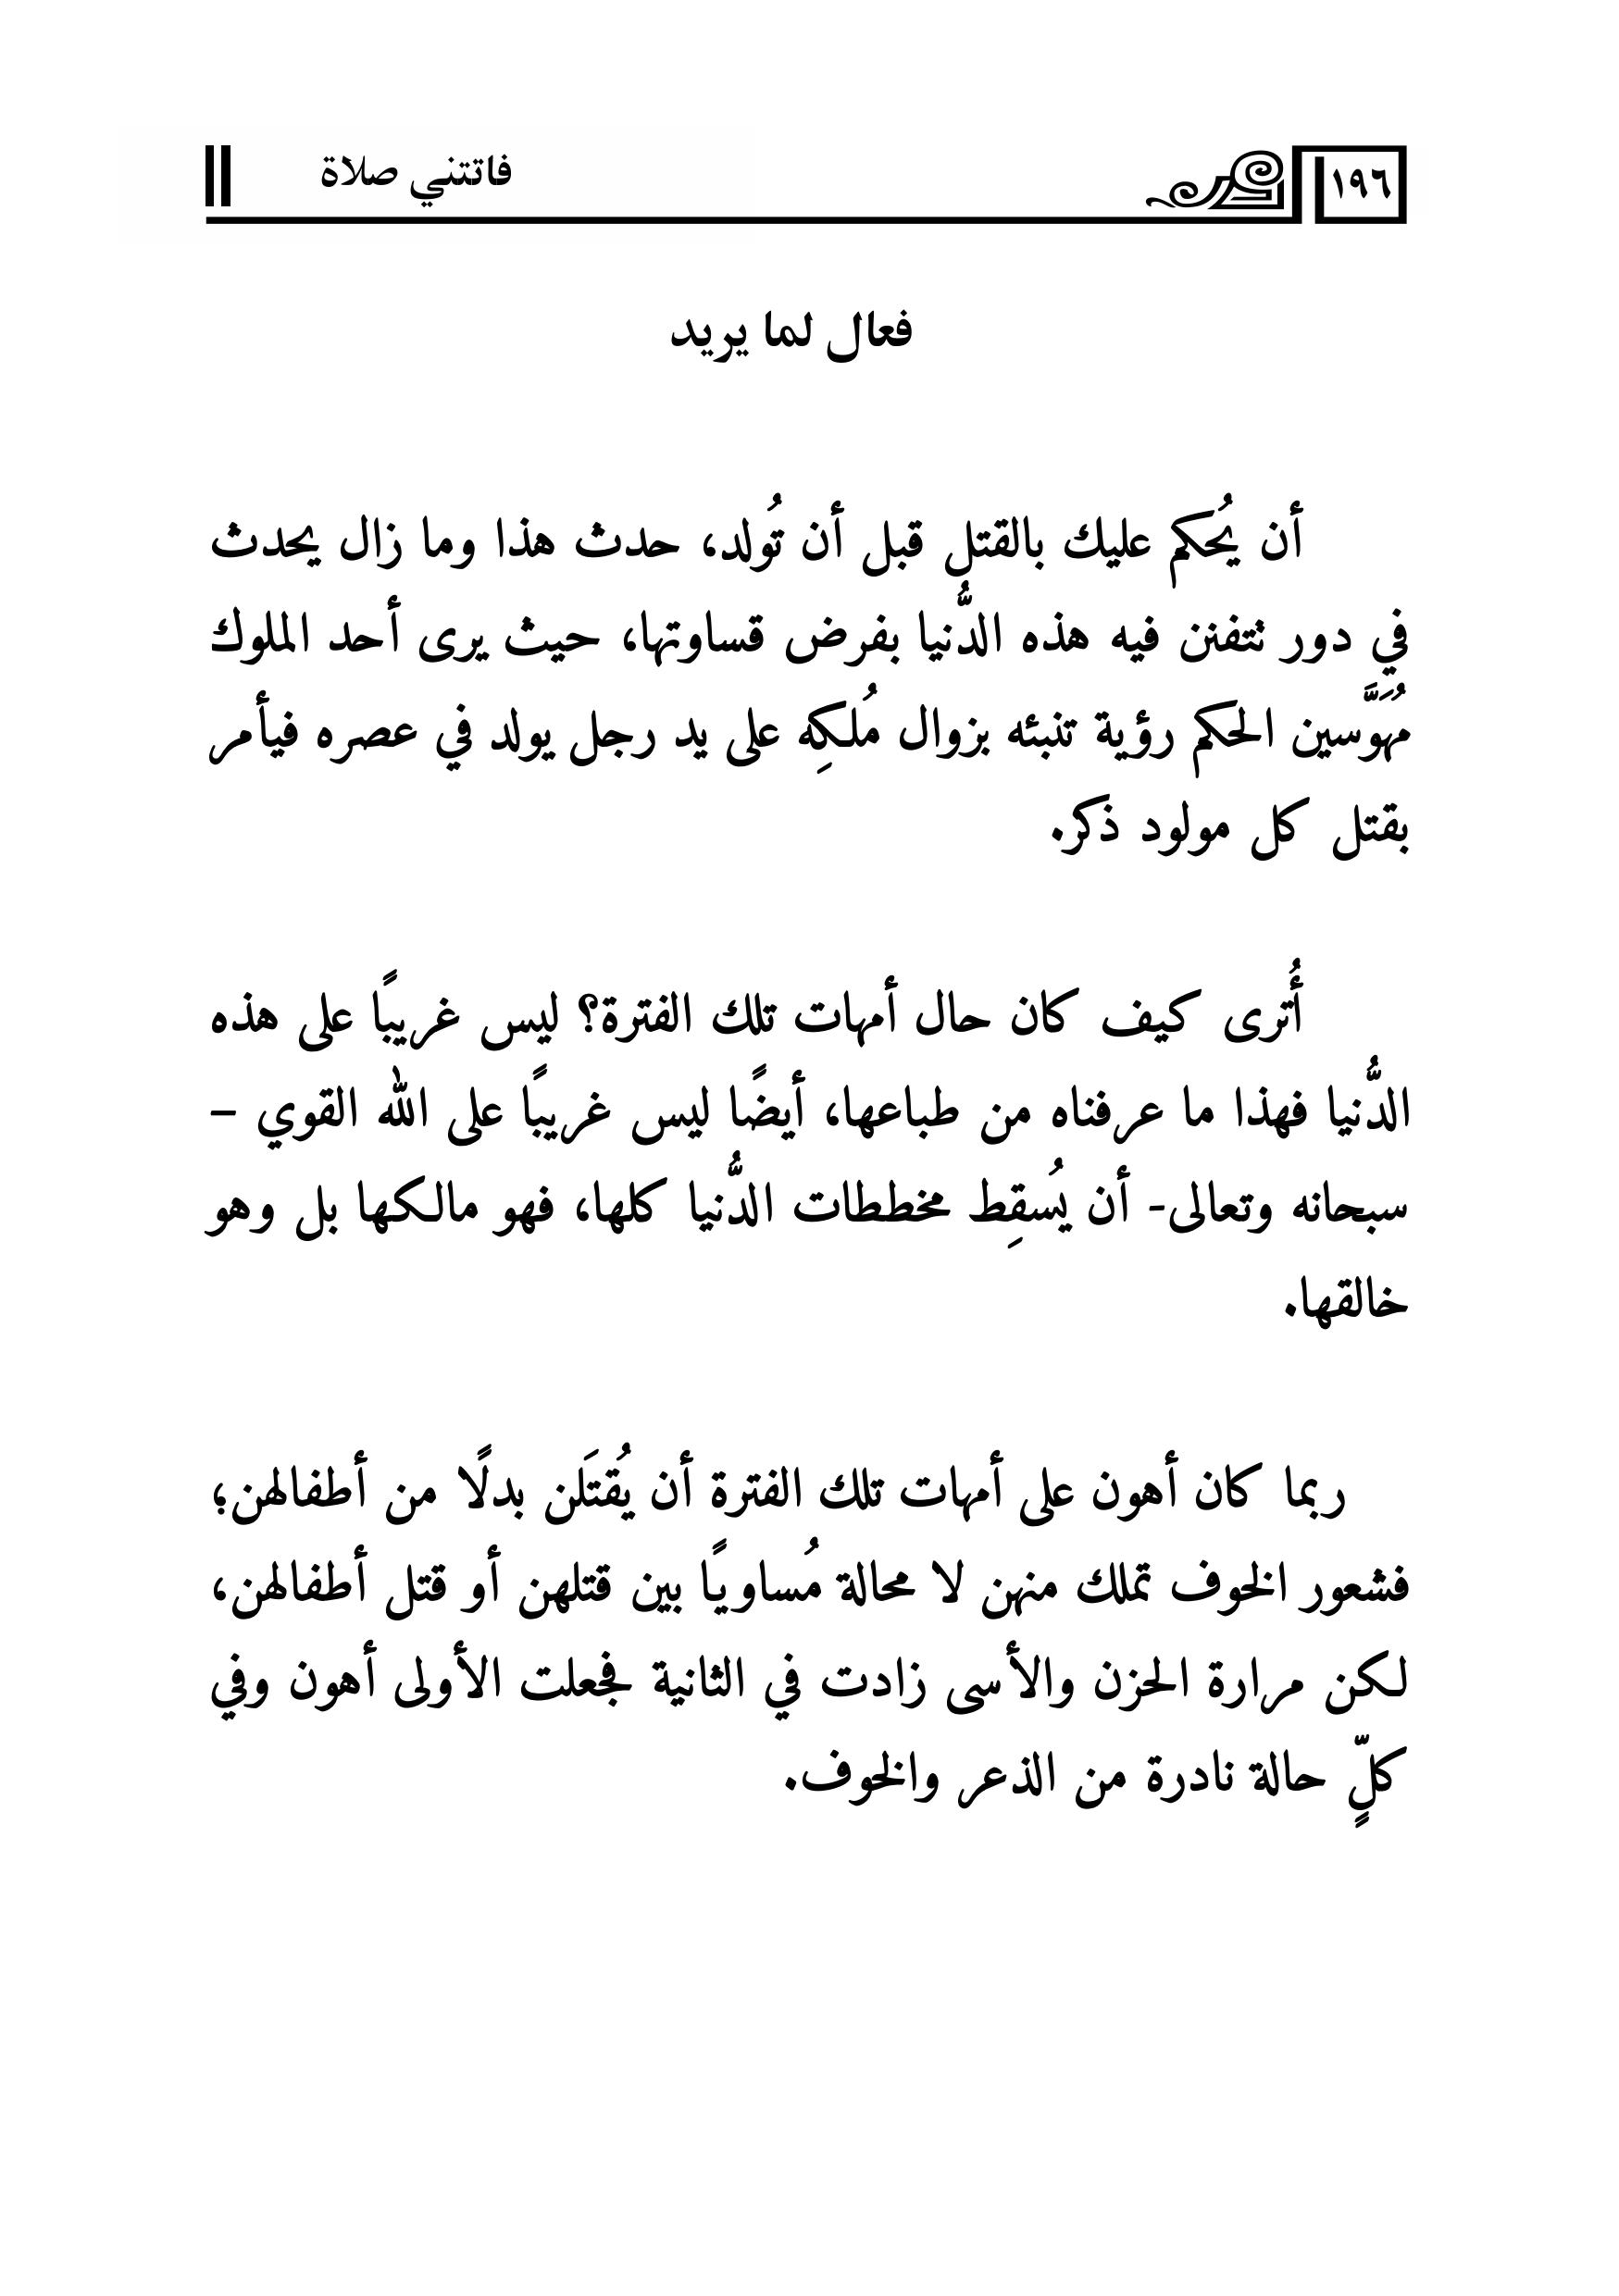 ١٩٦
فاتتني صلاة
فعال لما يريد
أن يُحكم عليك بالقتل قبل أن تُولد، حدث هذا وما زال يحدث
في دور نتفنن فيه هذه الدُّنيا بفرض قساوتها، حيث يرى أحد الملوك
مُهَوَّسين الحكم رؤية تنبئه بزوال مُلكِه على يد رجل يولد في عصره فيأمر
بقتل كل مولود ذكر.
أُترى كيف كان حال أمهات تلك الفترة؟ ليس غريبًا على هذه
الدُّنيا فهذا ما عرفناه من طباعها، أيضًا ليس غريبًا على الله القوي –
سبحانه وتعالى- أن يُسقِط مخططات الدُّنيا كلها، فهو مالكها بل وهو
خالقها.
ربما كان أهون على أمهات تلك الفترة أن يُقتَلن بدلًا من أطفالهن؛
فشعور الخوف تملك منهن لا محالة مُساويًا بين قتلهن أو قتل أطفالهن،
لكن مرارة الحزن والأسى زادت في الثانية فجعلت الأولى أهون وفي
كلٍّ حالة نادرة من الذعر والخوف.